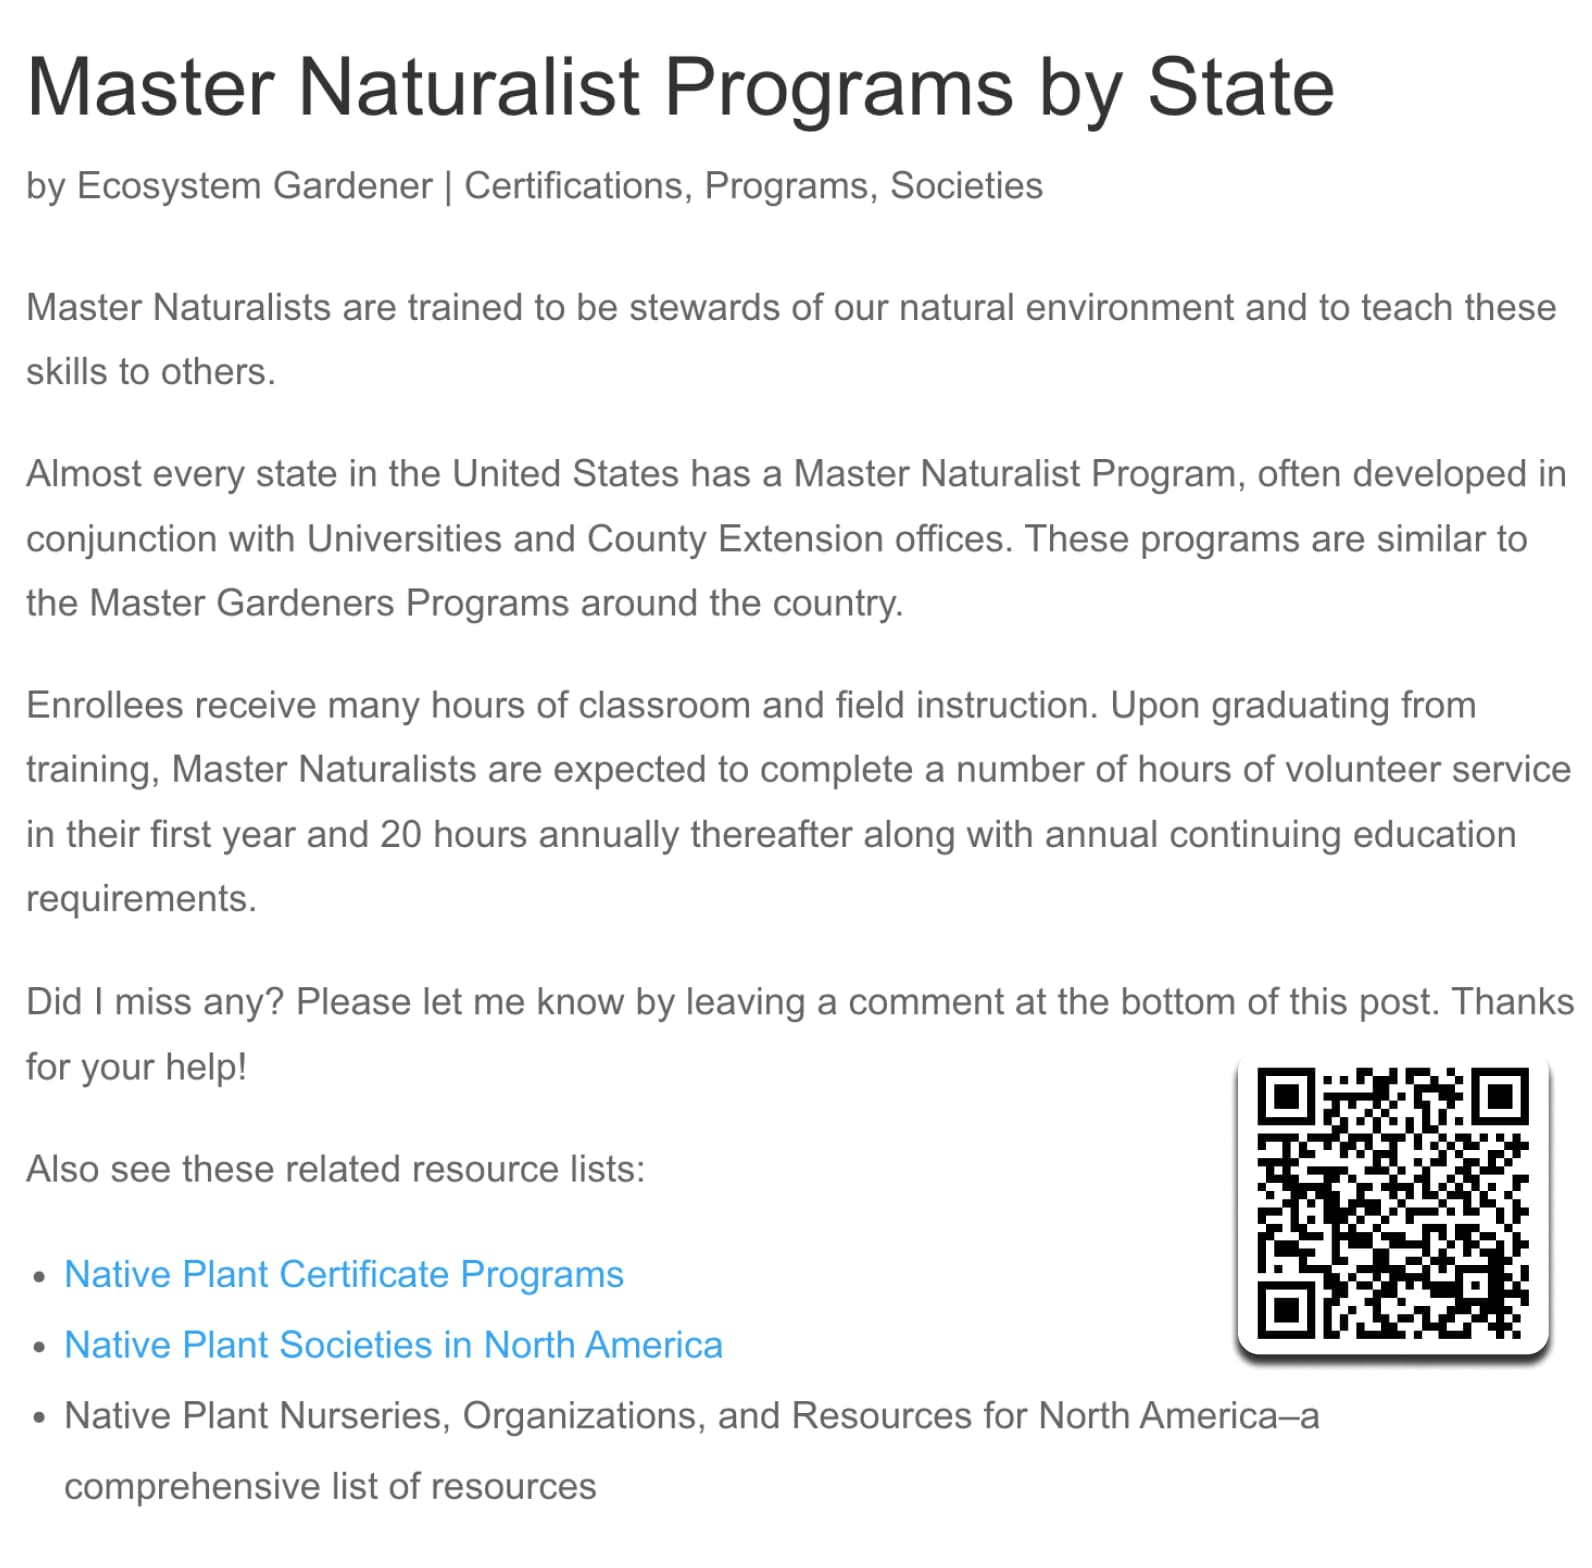 Master Naturalist Programs by State
by Ecosystem Gardener | Certifications, Programs, Societies
Master Naturalists are trained to be stewards of our natural environment and to teach these
skills to others.
Almost every state in the United States has a Master Naturalist Program, often developed in
conjunction with Universities and County Extension offices. These programs are similar to
the Master Gardeners Programs around the country.
Enrollees receive many hours of classroom and field instruction. Upon graduating from
training, Master Naturalists are expected to complete a number of hours of volunteer service
in their first year and 20 hours annually thereafter along with annual continuing education
requirements.
Did I miss any? Please let me know by leaving a comment at the bottom of this post. Thanks
for your help!
Also see these related resource lists:
• Native Plant Certificate Programs
• Native Plant Societies in North America
• Native Plant Nurseries, Organizations, and Resources for North America–a
comprehensive list of resources